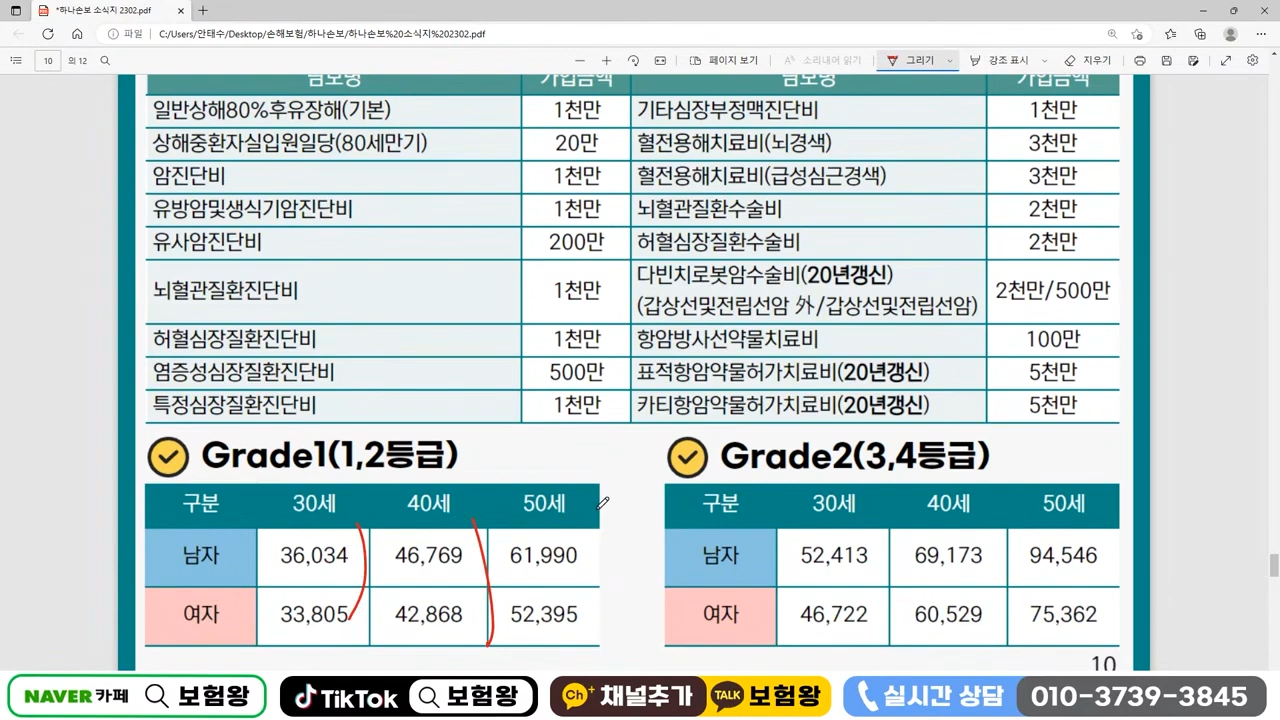 *하나손보 소식지 2302.pdf
파일 C:/Users/안태수/Desktop/손해보험/하나손보/하나손보%20소식지%202302.pdf
10 의 12 페이지 보기 소리내어 읽기 그리기 강조 표시 지우기
담보명 가입금액 담보명 가입금액
일반상해80%후유장해(기본) 1천만 기타심장부정맥진단비 1천만
상해중환자실입원일당(80세만기) 20만 혈전용해치료비(뇌경색) 3천만
암진단비 1천만 혈전용해치료비(급성심근경색) 3천만
유방암및생식기암진단비 1천만 뇌혈관질환수술비 2천만
유사암진단비 200만 허혈심장질환수술비 2천만
뇌혈관질환진단비 1천만 다빈치로봇암수술비(20년갱신)
(갑상선및전립선암 外/갑상선및전립선암) 2천만/500만
허혈심장질환진단비 1천만 항암방사선약물치료비 100만
염증성심장질환진단비 500만 표적항암약물허가치료비(20년갱신) 5천만
특정심장질환진단비 1천만 카티항암약물허가치료비(20년갱신) 5천만
Grade1(1,2등급)
구분 30세 40세 50세
남자 36,034 46,769 61,990
여자 33,805 42,868 52,395
Grade2(3,4등급)
구분 30세 40세 50세
남자 52,413 69,173 94,546
여자 46,722 60,529 75,362
10
NAVER 카페 보험왕 TikTok 보험왕 Ch+ 채널추가 TALK 보험왕 실시간 상담 010-3739-3845